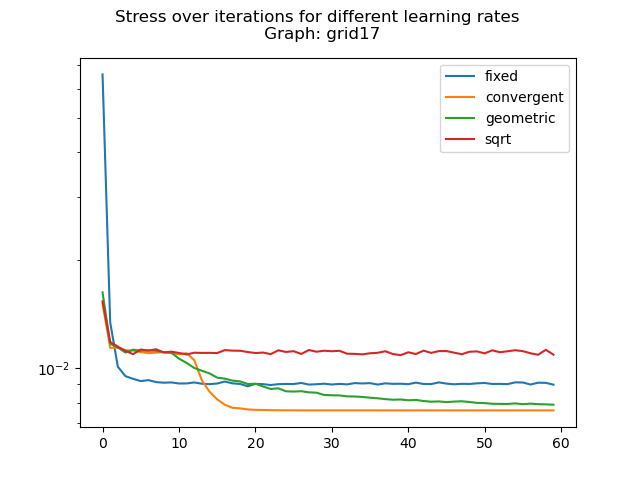 Stress over iterations for different learning rates
Graph: grid17
fixed
convergent
geometric
sqrt
10⁻²
0 10 20 30 40 50 60